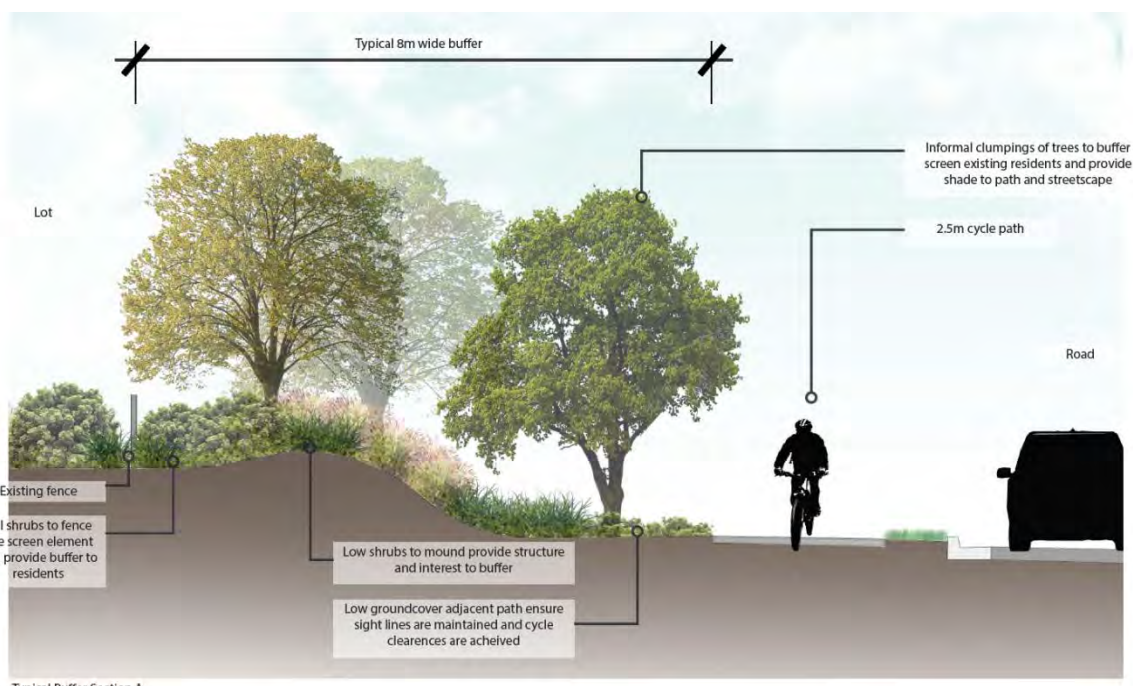 Typical 8m wide buffer
Informal clumpings of trees to buffer
screen existing residents and provide
shade to path and streetscape
Lot
2.5m cycle path
Road
Existing fence
shrubs to fence
screen element
provide buffer to
residents
Low shrubs to mound provide structure
and interest to buffer
Low groundcover adjacent path ensure
sight lines are maintained and cycle
clearences are acheived
Typical Buffer Section A